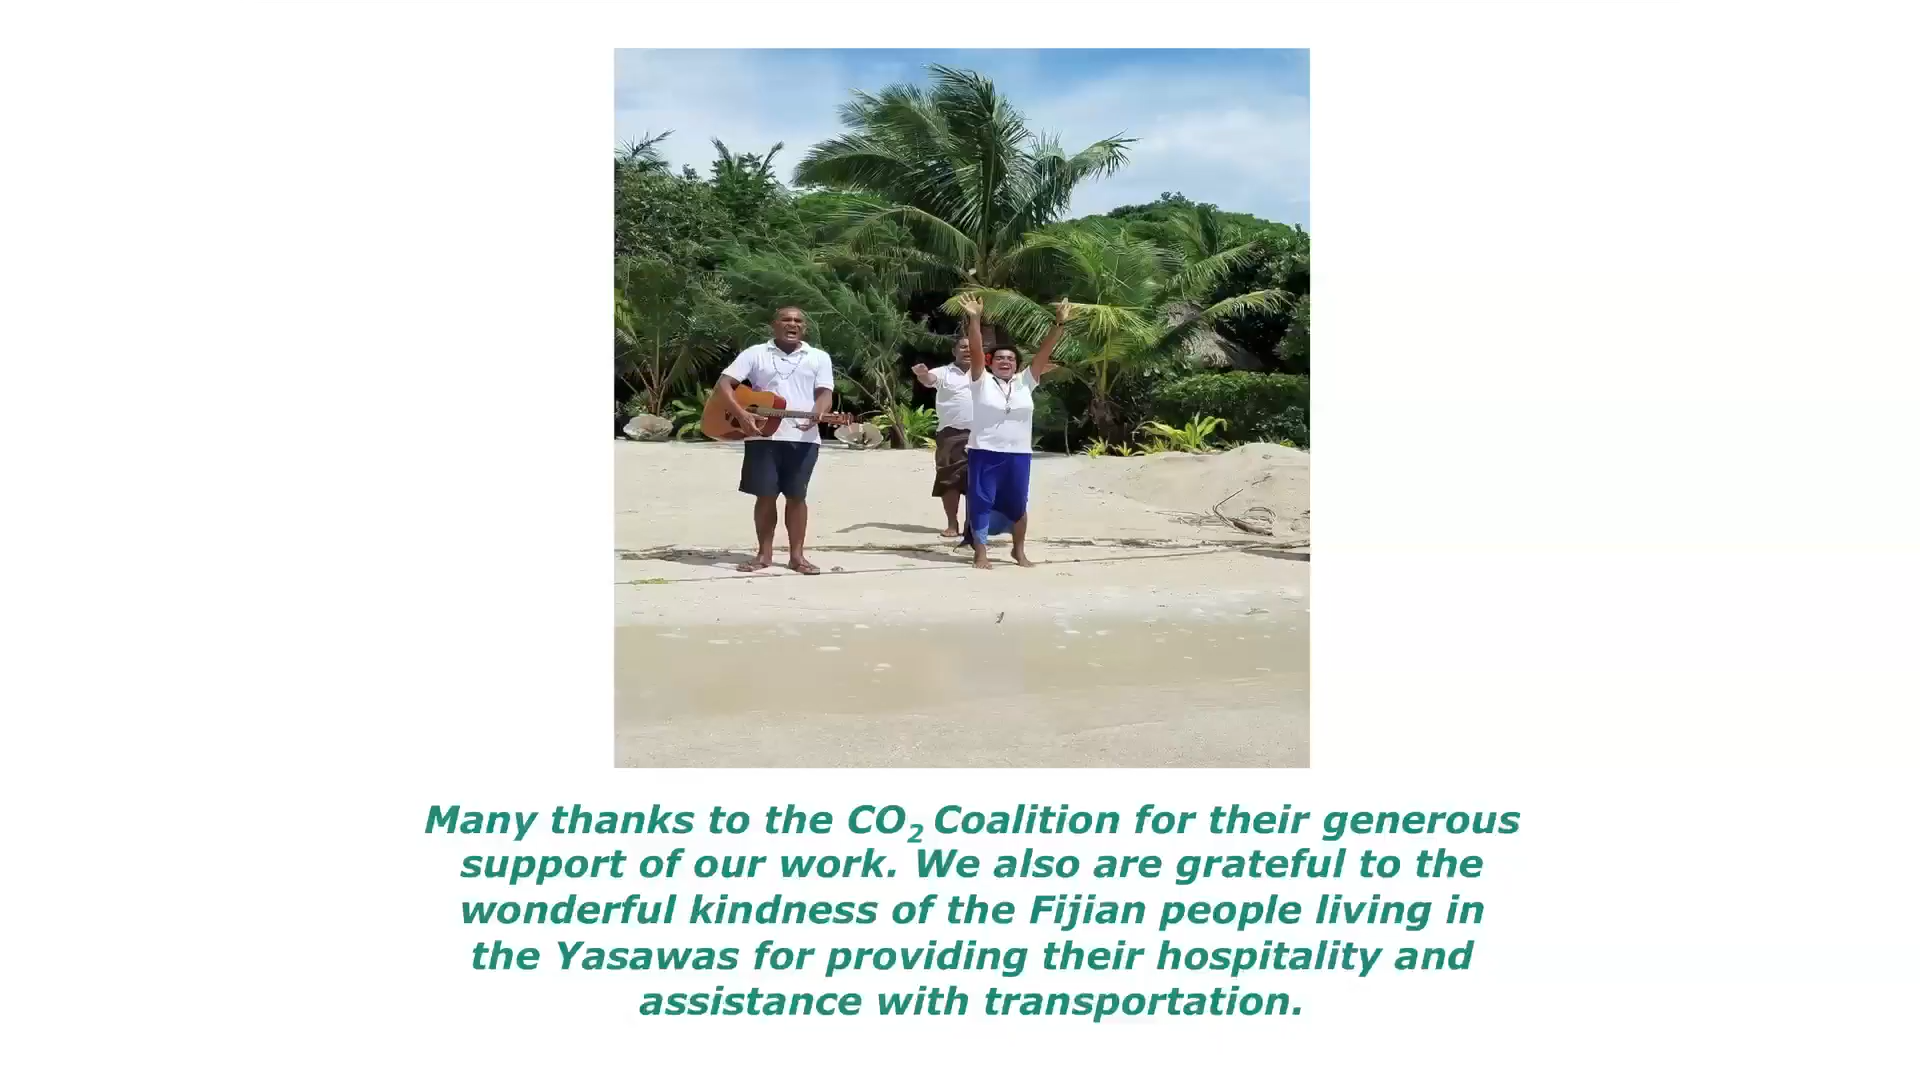 Many thanks to the CO₂ Coalition for their generous
support of our work. We also are grateful to the
wonderful kindness of the Fijian people living in
the Yasawas for providing their hospitality and
assistance with transportation.